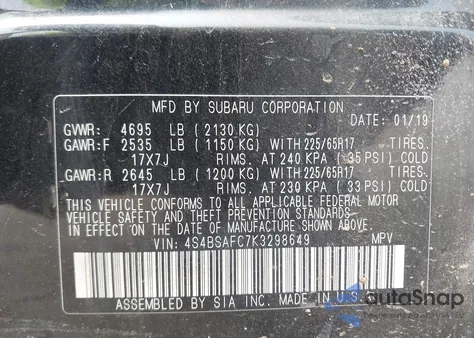 MFD BY SUBARU CORPORATION
DATE: 01/19
GVWR: 4695 LB (2130 KG)
GAWR:F 2535 LB (1150 KG) WITH 225/65R17 TIRES.
17X7J RIMS. AT 240 KPA (35 PSI) COLD
GAWR:R 2645 LB (1200 KG) WITH 225/65R17 TIRES.
17X7J RIMS. AT 230 KPA (33 PSI) COLD
THIS VEHICLE CONFORMS TO ALL APPLICABLE FEDERAL MOTOR
VEHICLE SAFETY AND THEFT PREVENTION STANDARDS
IN EFFECT ON THE DATE OF MANUFACTURE SHOWN ABOVE.
VIN: 4S4BSAFC7K3298649 MPV
ASSEMBLED BY SIA INC. MADE IN U.S.A.
autoSnap